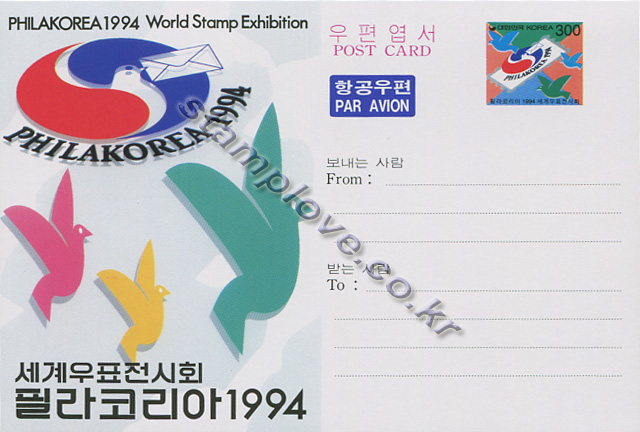 PHILAKOREA1994 World Stamp Exhibition
PHILAKOREA 1994
세계우표전시회
필라코리아1994
우편엽서
POST CARD
항공우편
PAR AVION
대한민국 KOREA 300
PHILAKOREA 1994
필라코리아 1994 세계우표전시회
보내는 사람
From :
받는 사람
To :
stamplove.co.kr